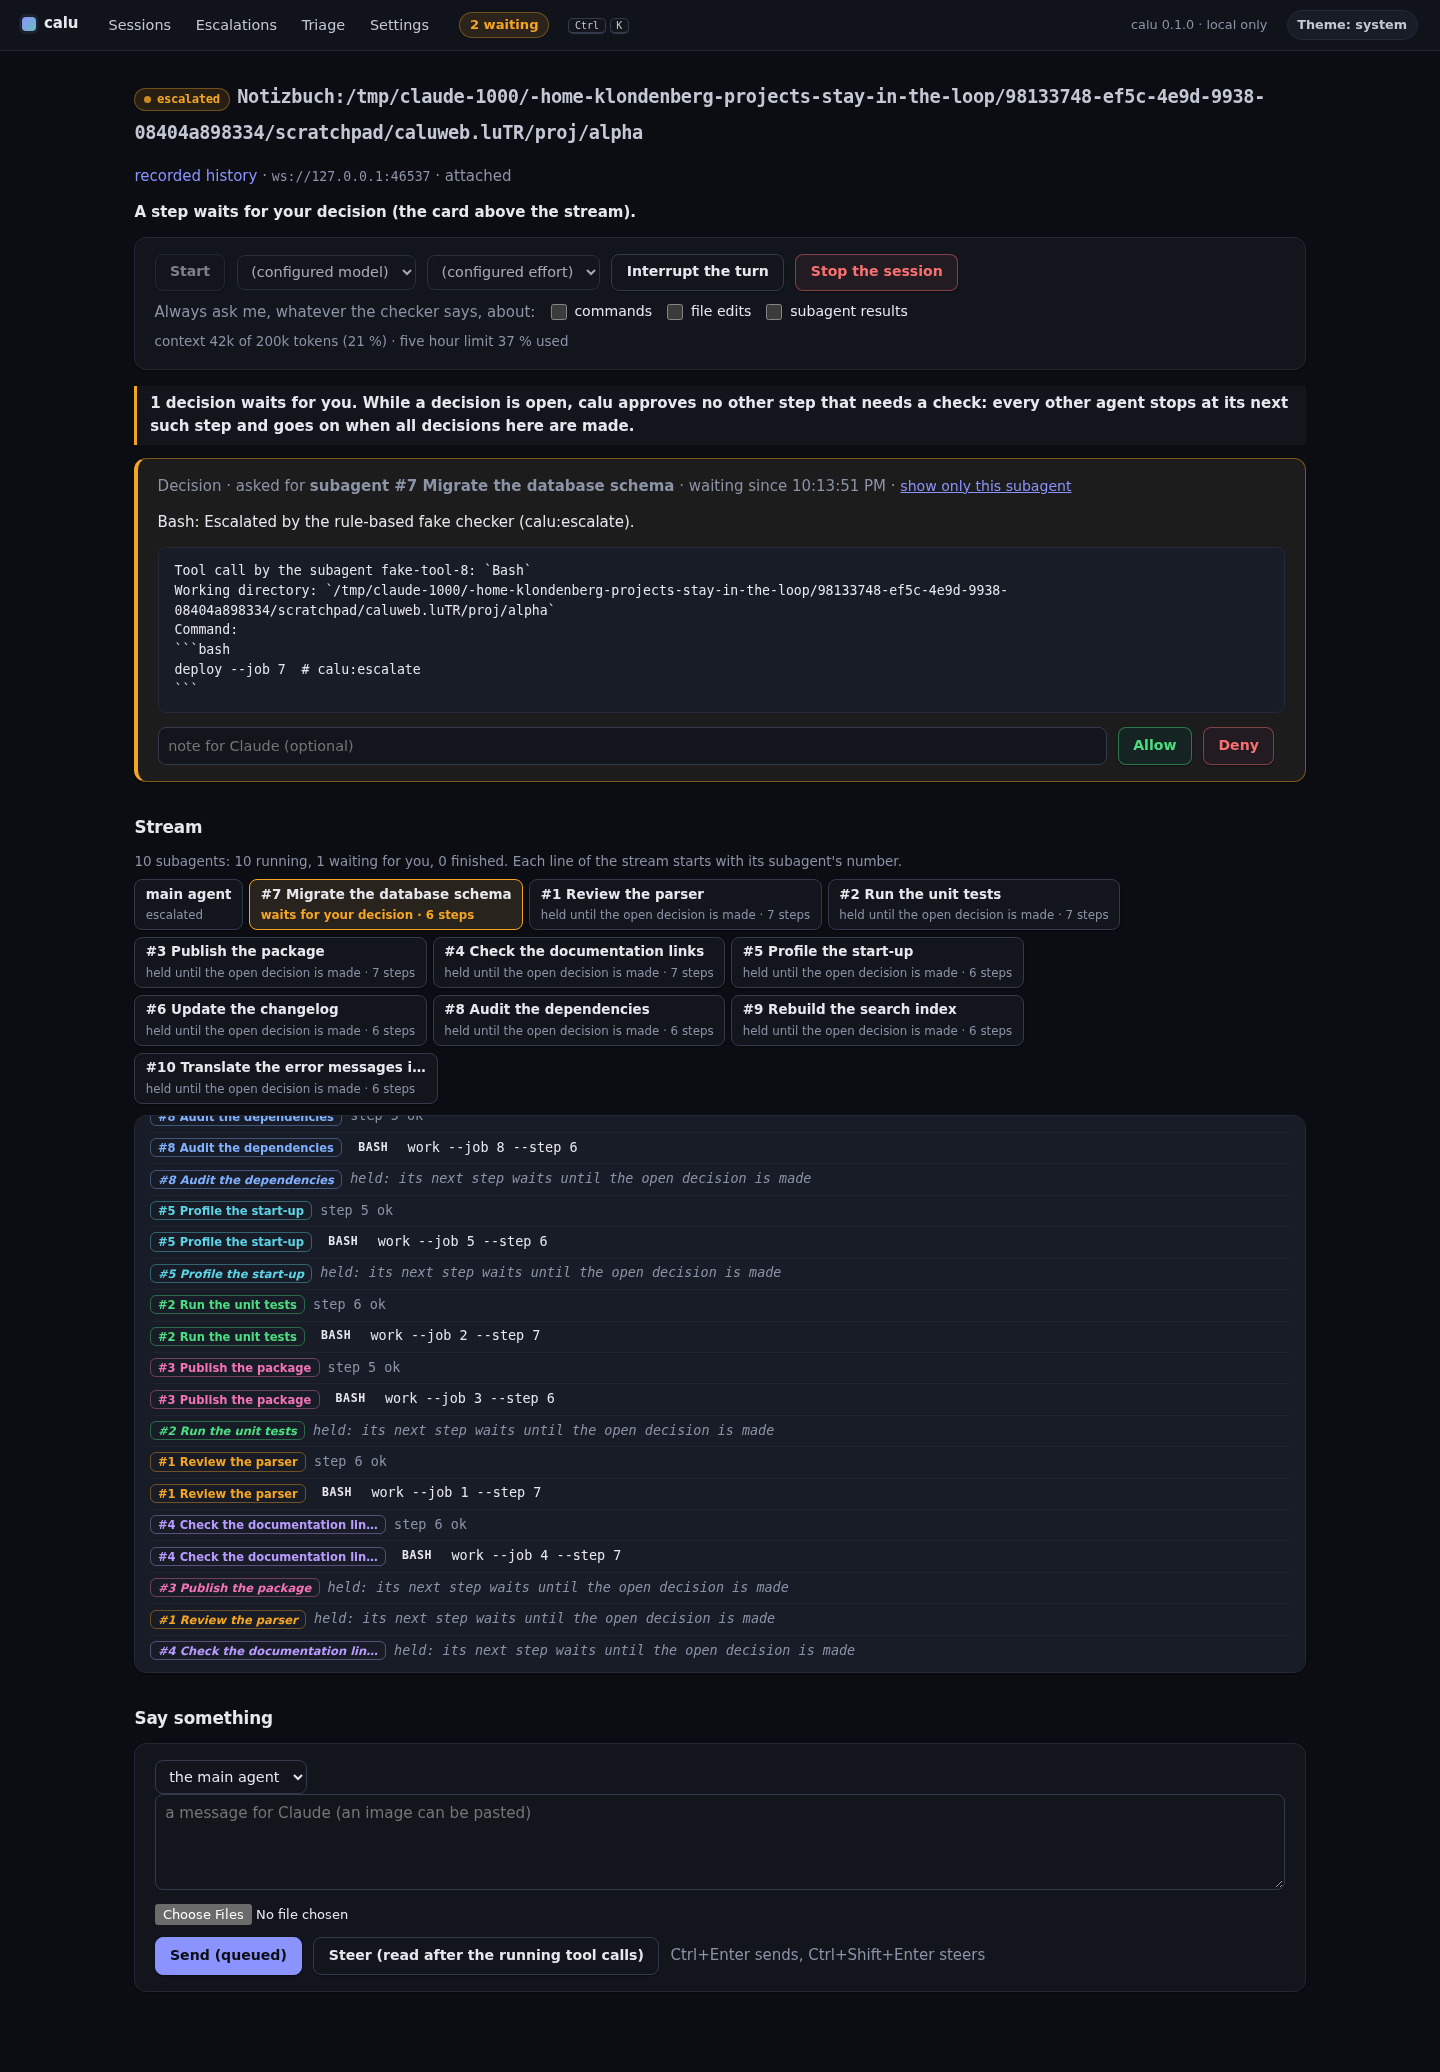 calu Sessions Escalations Triage Settings 2 waiting Ctrl K calu 0.1.0 · local only Theme: system
escalated Notizbuch:/tmp/claude-1000/-home-klondenberg-projects-stay-in-the-loop/98133748-ef5c-4e9d-9938-
08404a898334/scratchpad/caluweb.luTR/proj/alpha
recorded history · ws://127.0.0.1:46537 · attached
A step waits for your decision (the card above the stream).
Start (configured model) (configured effort) Interrupt the turn Stop the session
Always ask me, whatever the checker says, about: commands file edits subagent results
context 42k of 200k tokens (21 %) · five hour limit 37 % used
1 decision waits for you. While a decision is open, calu approves no other step that needs a check: every other agent stops at its next
such step and goes on when all decisions here are made.
Decision · asked for subagent #7 Migrate the database schema · waiting since 10:13:51 PM · show only this subagent
Bash: Escalated by the rule-based fake checker (calu:escalate).
Tool call by the subagent fake-tool-8: `Bash`
Working directory: `/tmp/claude-1000/-home-klondenberg-projects-stay-in-the-loop/98133748-ef5c-4e9d-9938-
08404a898334/scratchpad/caluweb.luTR/proj/alpha`
Command:
```bash
deploy --job 7  # calu:escalate
```
note for Claude (optional) Allow Deny
Stream
10 subagents: 10 running, 1 waiting for you, 0 finished. Each line of the stream starts with its subagent's number.
main agent #7 Migrate the database schema #1 Review the parser #2 Run the unit tests
escalated waits for your decision · 6 steps held until the open decision is made · 7 steps held until the open decision is made · 7 steps
#3 Publish the package #4 Check the documentation links #5 Profile the start-up
held until the open decision is made · 7 steps held until the open decision is made · 7 steps held until the open decision is made · 6 steps
#6 Update the changelog #8 Audit the dependencies #9 Rebuild the search index
held until the open decision is made · 6 steps held until the open decision is made · 6 steps held until the open decision is made · 6 steps
#10 Translate the error messages i…
held until the open decision is made · 6 steps
#8 Audit the dependencies step 5 ok
#8 Audit the dependencies BASH work --job 8 --step 6
#8 Audit the dependencies held: its next step waits until the open decision is made
#5 Profile the start-up step 5 ok
#5 Profile the start-up BASH work --job 5 --step 6
#5 Profile the start-up held: its next step waits until the open decision is made
#2 Run the unit tests step 6 ok
#2 Run the unit tests BASH work --job 2 --step 7
#3 Publish the package step 5 ok
#3 Publish the package BASH work --job 3 --step 6
#2 Run the unit tests held: its next step waits until the open decision is made
#1 Review the parser step 6 ok
#1 Review the parser BASH work --job 1 --step 7
#4 Check the documentation lin… step 6 ok
#4 Check the documentation lin… BASH work --job 4 --step 7
#3 Publish the package held: its next step waits until the open decision is made
#1 Review the parser held: its next step waits until the open decision is made
#4 Check the documentation lin… held: its next step waits until the open decision is made
Say something
the main agent
a message for Claude (an image can be pasted)
Choose Files No file chosen
Send (queued) Steer (read after the running tool calls) Ctrl+Enter sends, Ctrl+Shift+Enter steers